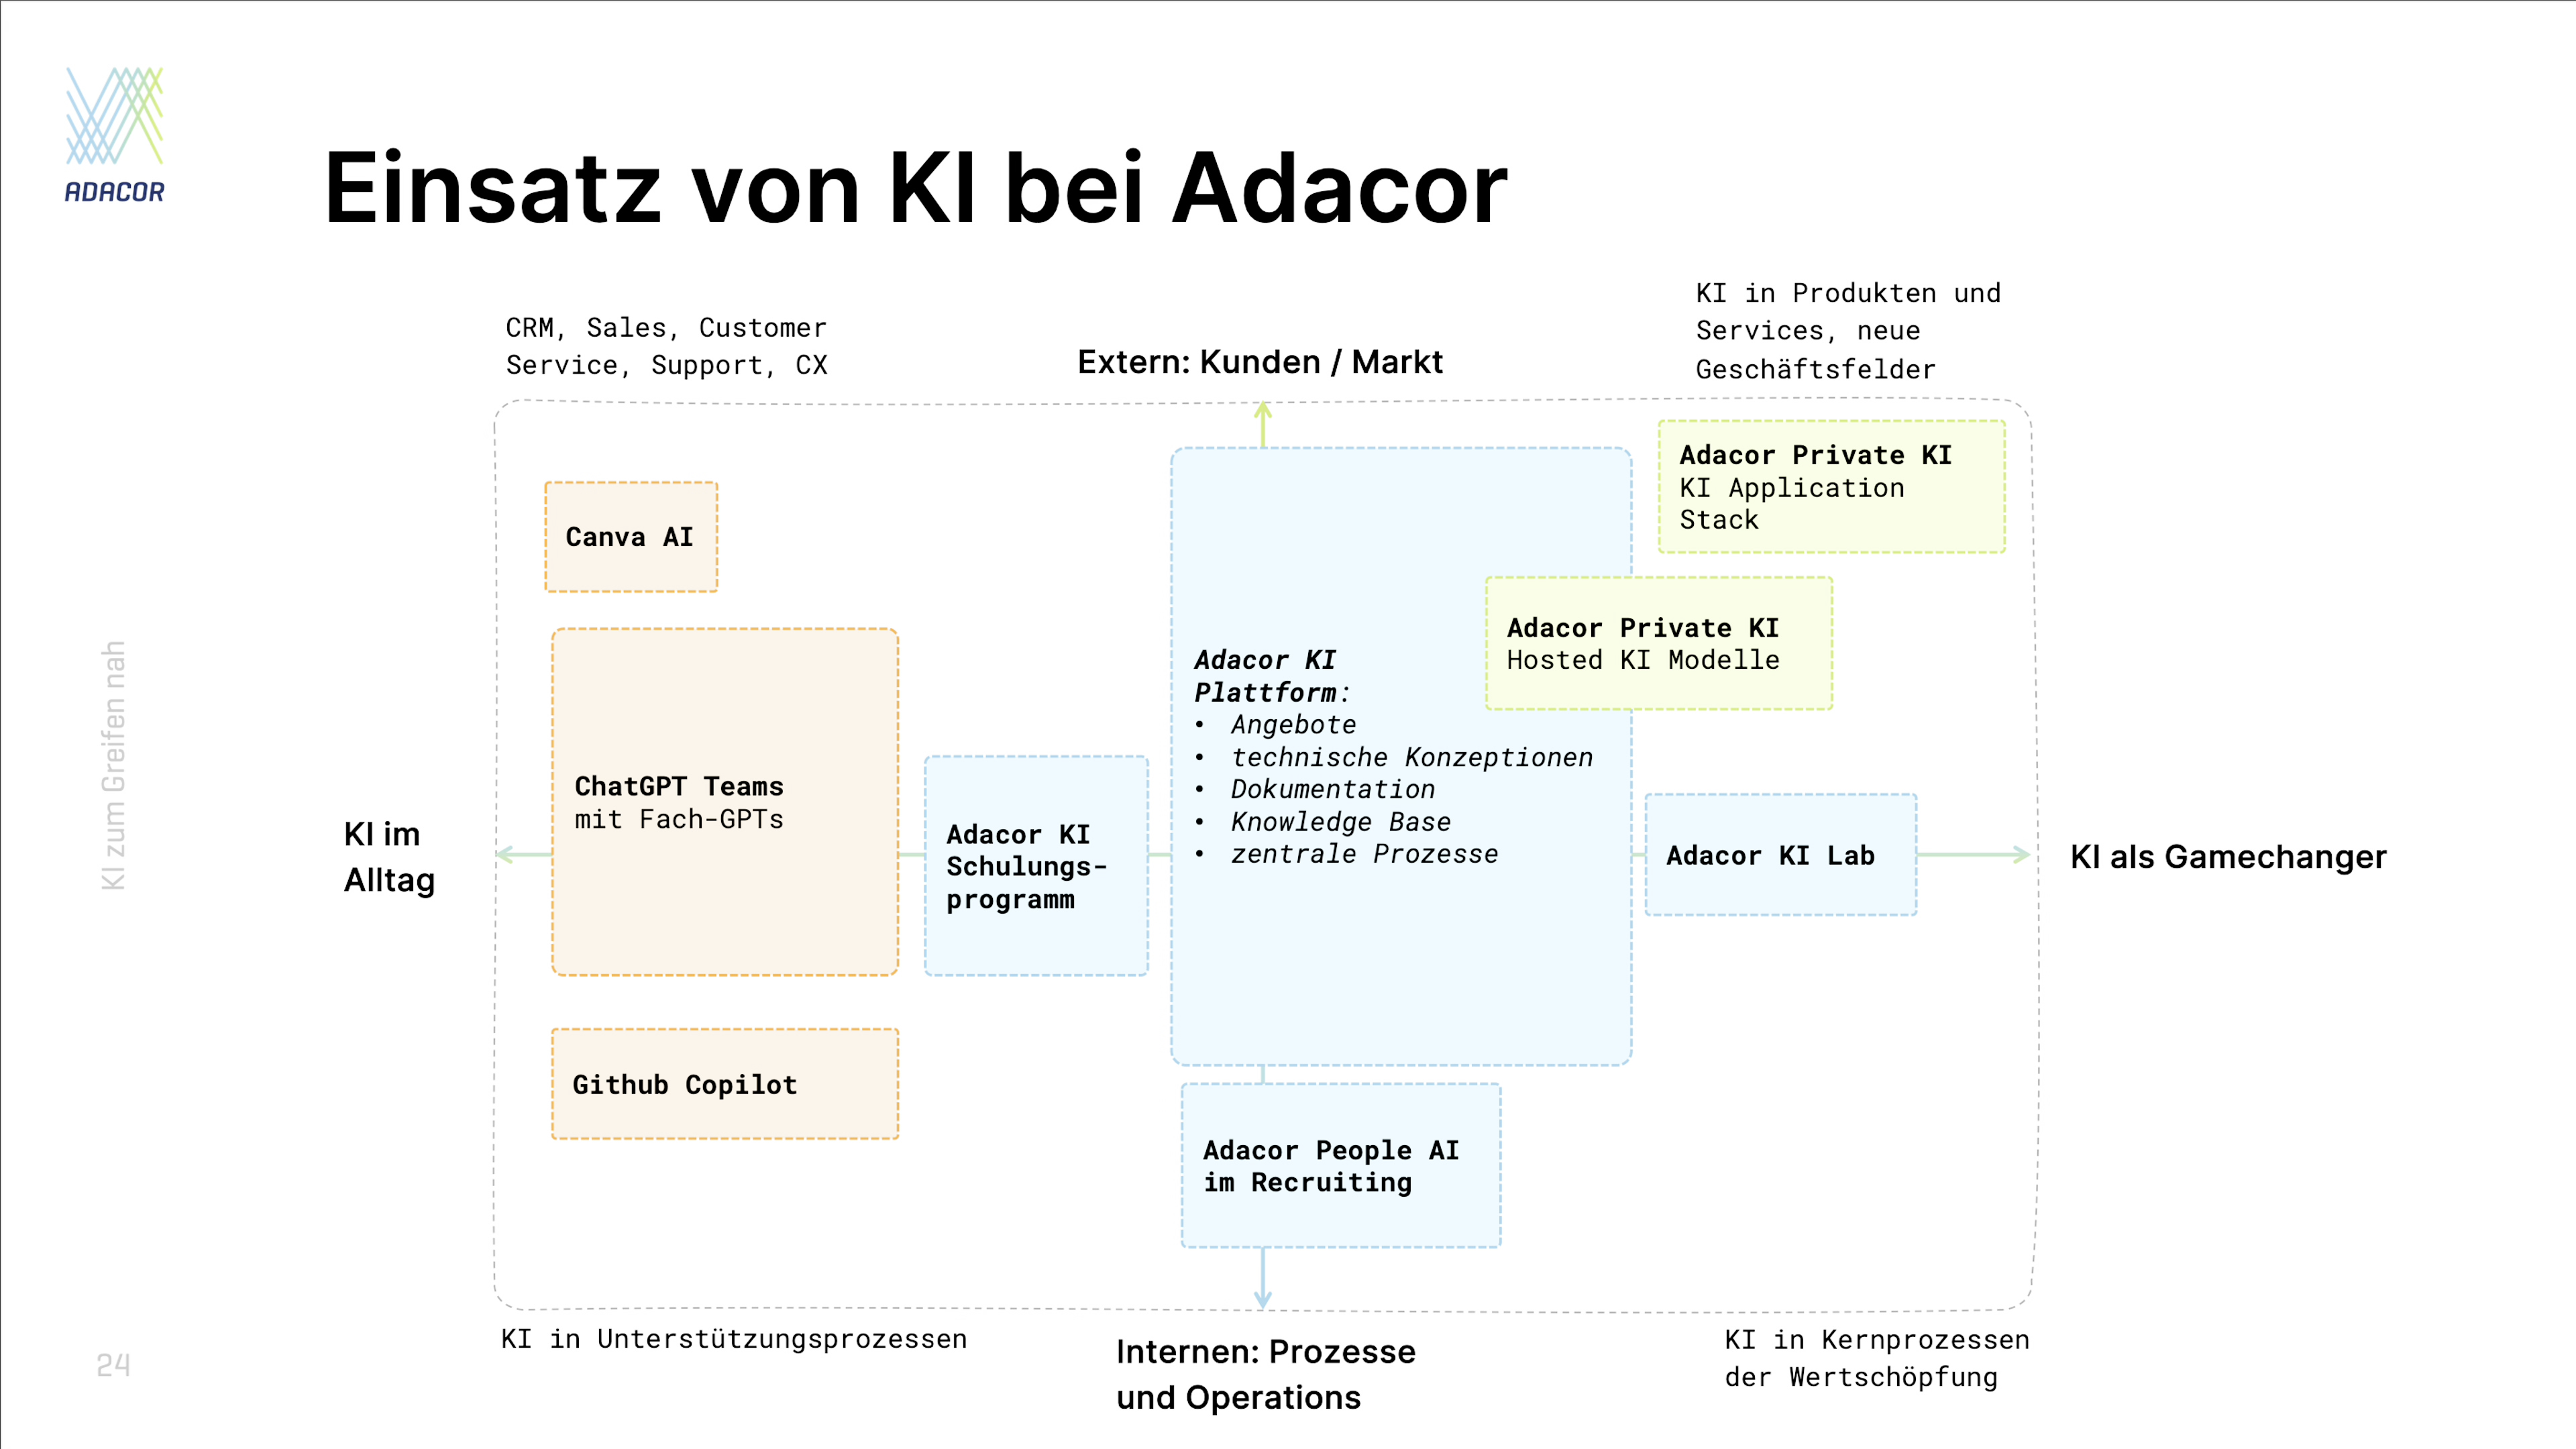 ADACOR
Einsatz von KI bei Adacor
CRM, Sales, Customer
Service, Support, CX
Extern: Kunden / Markt
KI in Produkten und
Services, neue
Geschäftsfelder
Canva AI
ChatGPT Teams
mit Fach-GPTs
Github Copilot
Adacor KI
Schulungs-
programm
Adacor KI
Plattform:
• Angebote
• technische Konzeptionen
• Dokumentation
• Knowledge Base
• zentrale Prozesse
Adacor Private KI
KI Application
Stack
Adacor Private KI
Hosted KI Modelle
Adacor KI Lab
Adacor People AI
im Recruiting
KI im
Alltag
KI als Gamechanger
KI in Unterstützungsprozessen
Internen: Prozesse
und Operations
KI in Kernprozessen
der Wertschöpfung
KI zum Greifen nah
24